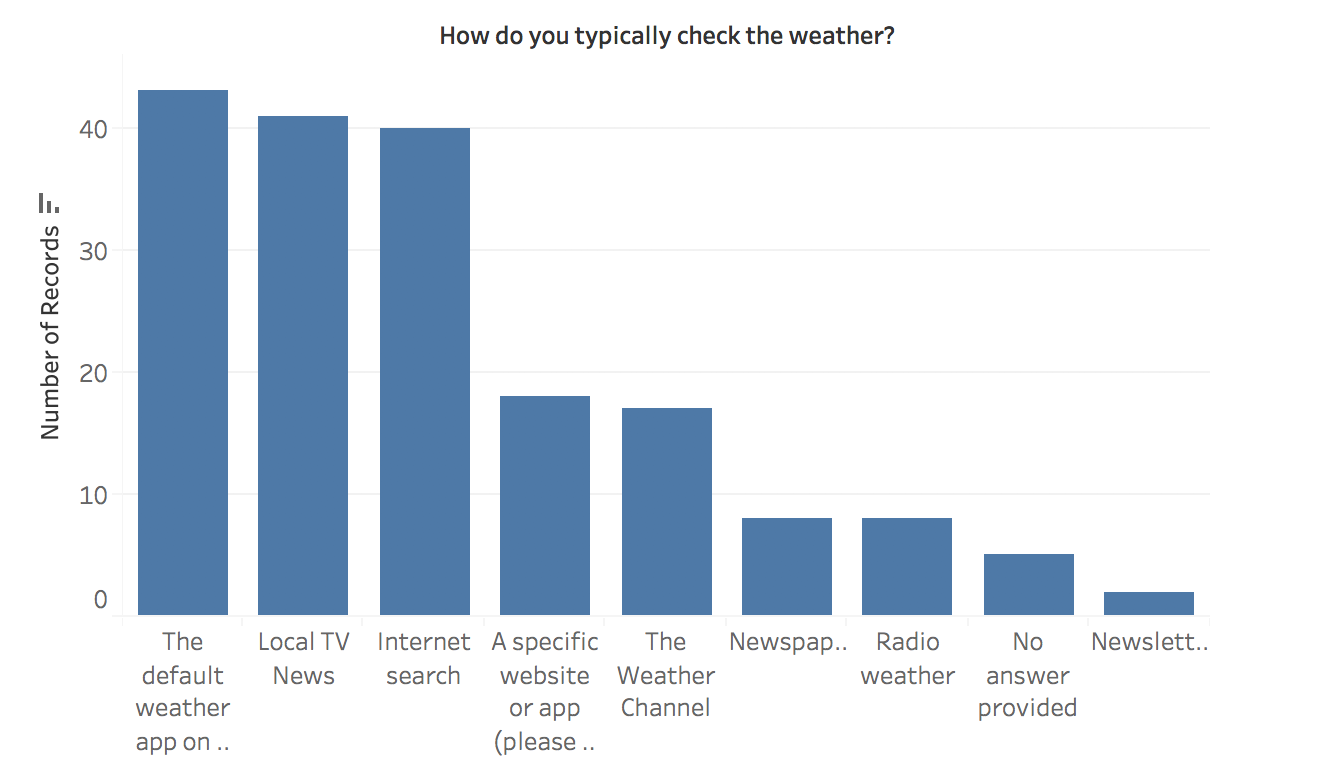 How do you typically check the weather?
Number of Records
40
30
20
10
0
The
default
weather
app on ..
Local TV
News
Internet
search
A specific
website
or app
(please ..
The
Weather
Channel
Newspap..
Radio
weather
No
answer
provided
Newslett..